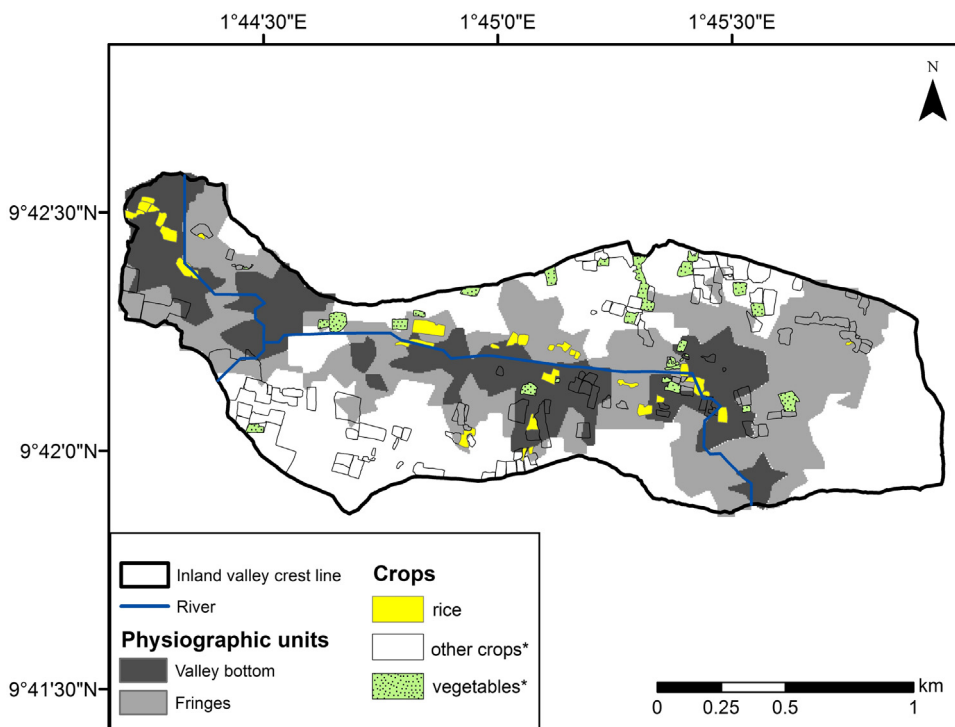 1°44'30"E 1°45'0"E 1°45'30"E
N
9°42'30"N
9°42'0"N
9°41'30"N
Inland valley crest line
River
Physiographic units
Valley bottom
Fringes
Crops
rice
other crops*
vegetables*
km
0 0.25 0.5 1